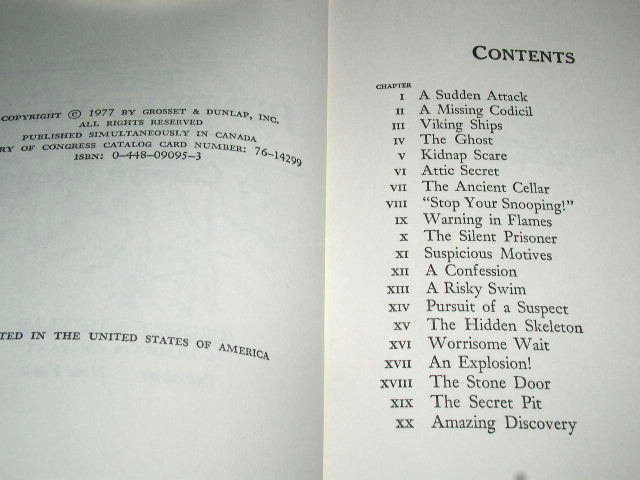 COPYRIGHT © 1977 BY GROSSET & DUNLAP, INC.
ALL RIGHTS RESERVED
PUBLISHED SIMULTANEOUSLY IN CANADA
OF CONGRESS CATALOG CARD NUMBER: 76-14299
ISBN: 0-448-09095-3
IN THE UNITED STATES OF AMERICA
CONTENTS
CHAPTER
I A Sudden Attack
II A Missing Codicil
III Viking Ships
IV The Ghost
V Kidnap Scare
VI Attic Secret
VII The Ancient Cellar
VIII "Stop Your Snooping!"
IX Warning in Flames
X The Silent Prisoner
XI Suspicious Motives
XII A Confession
XIII A Risky Swim
XIV Pursuit of a Suspect
XV The Hidden Skeleton
XVI Worrisome Wait
XVII An Explosion!
XVIII The Stone Door
XIX The Secret Pit
XX Amazing Discovery